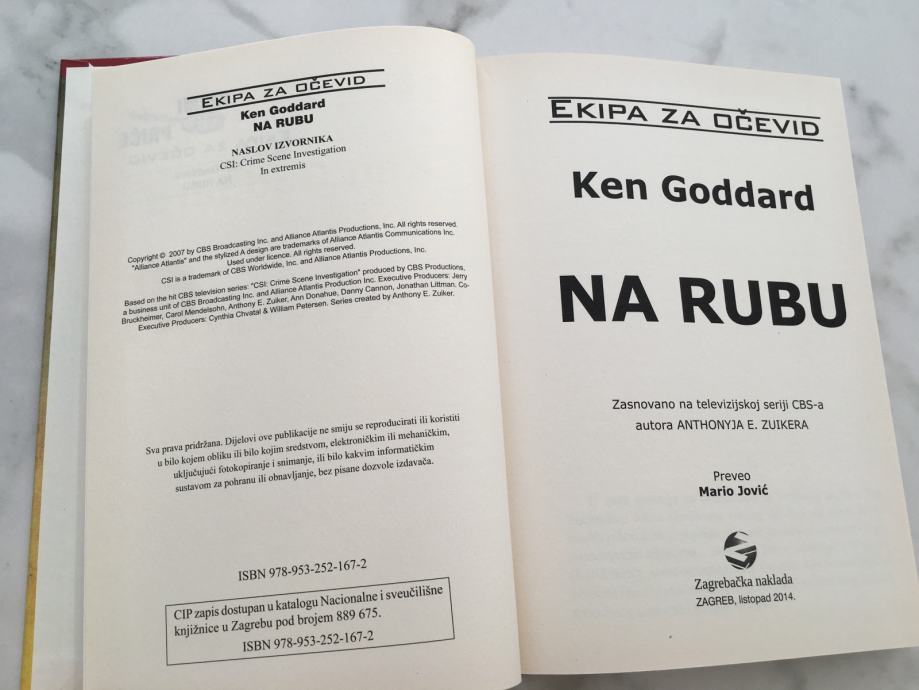 EKIPA ZA OČEVID
Ken Goddard
NA RUBU
NASLOV IZVORNIKA
CSI: Crime Scene Investigation
In extremis
Copyright © 2007 by CBS Broadcasting Inc. and Alliance Atlantis Productions, Inc. All rights reserved.
"Alliance Atlantis" and the stylized A design are trademarks of Alliance Atlantis Communications Inc.
Used under licence. All rights reserved.
CSI is a trademark of CBS Worldwide, Inc. and Alliance Atlantis Productions, Inc.
Based on the hit CBS television series: "CSI: Crime Scene Investigation" produced by CBS Productions,
a business unit of CBS Broadcasting Inc. and Alliance Atlantis Production Inc. Executive Producers: Jerry
Bruckheimer, Carol Mendelsohn, Anthony E. Zuiker, Ann Donahue, Danny Cannon, Jonathan Littman. Co-
Executive Producers: Cynthia Chvatal & William Petersen. Series created by Anthony E. Zuiker.
Sva prava pridržana. Dijelovi ove publikacije ne smiju se reproducirati ili koristiti
u bilo kojem obliku ili bilo kojim sredstvom, elektroničkim ili mehaničkim,
uključujući fotokopiranje i snimanje, ili bilo kakvim informatičkim
sustavom za pohranu ili obnavljanje, bez pisane dozvole izdavača.
ISBN 978-953-252-167-2
CIP zapis dostupan u katalogu Nacionalne i sveučilišne
knjižnice u Zagrebu pod brojem 889 675.
ISBN 978-953-252-167-2
EKIPA ZA OČEVID
Ken Goddard
NA RUBU
Zasnovano na televizijskoj seriji CBS-a
autora ANTHONYJA E. ZUIKERA
Preveo
Mario Jović
Zagrebačka naklada
ZAGREB, listopad 2014.